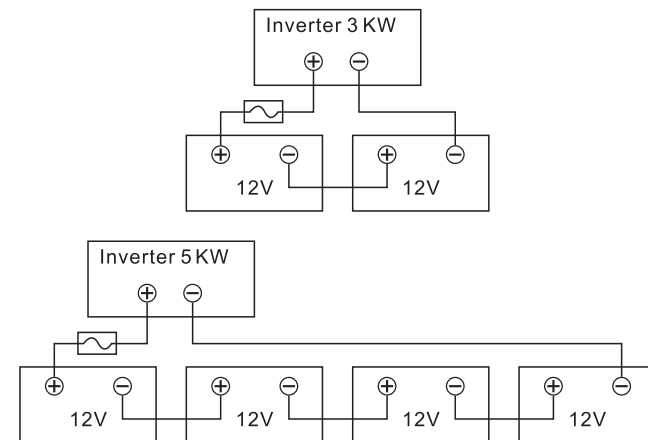 Inverter 3 KW
+ −
+ − + −
12V 12V
Inverter 5 KW
+ −
+ − + − + − + −
12V 12V 12V 12V